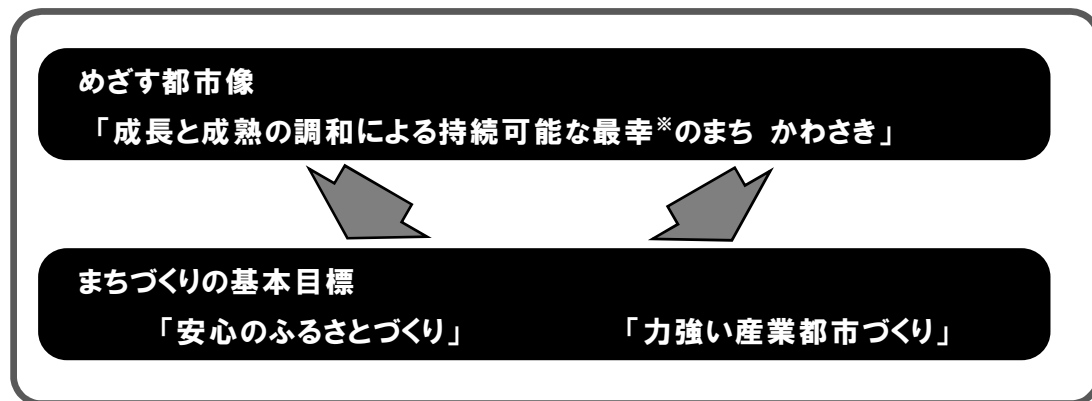 めざす都市像
「成長と成熟の調和による持続可能な最幸※のまち かわさき」
まちづくりの基本目標
「安心のふるさとづくり」 「力強い産業都市づくり」